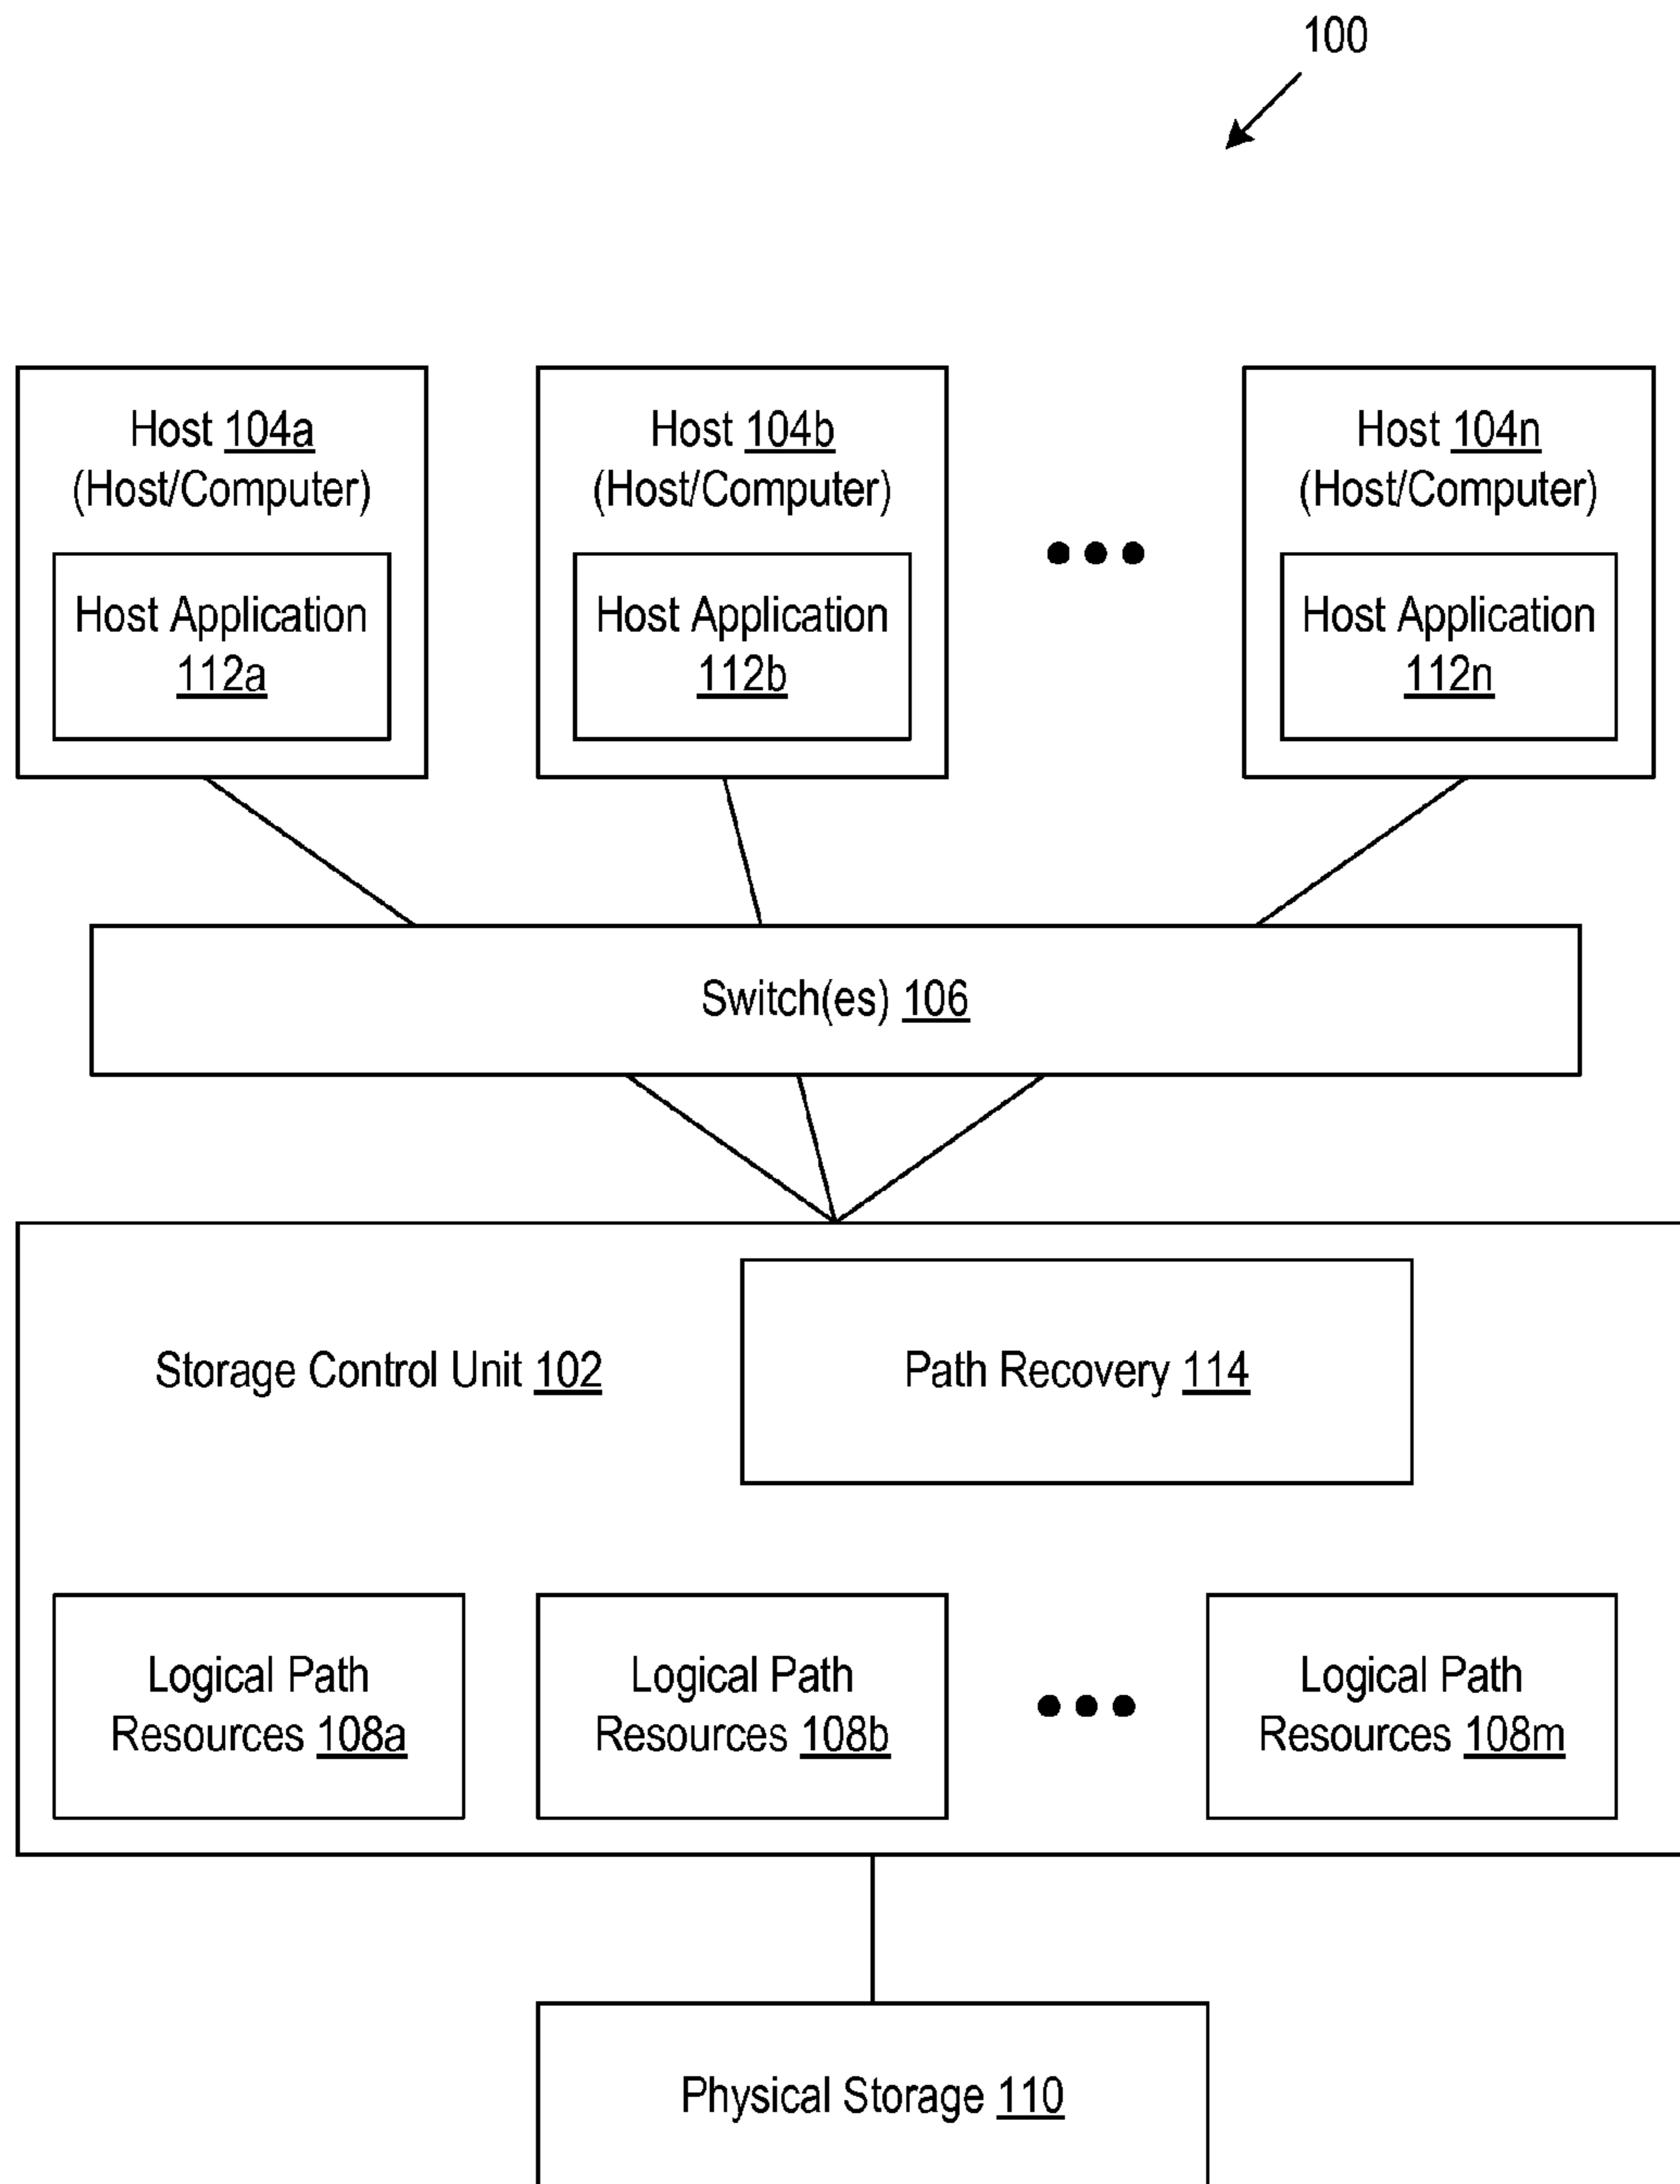 100
Host 104a
(Host/Computer)
Host Application
112a
Host 104b
(Host/Computer)
Host Application
112b
Host 104n
(Host/Computer)
Host Application
112n
Switch(es) 106
Storage Control Unit 102
Path Recovery 114
Logical Path
Resources 108a
Logical Path
Resources 108b
Logical Path
Resources 108m
Physical Storage 110